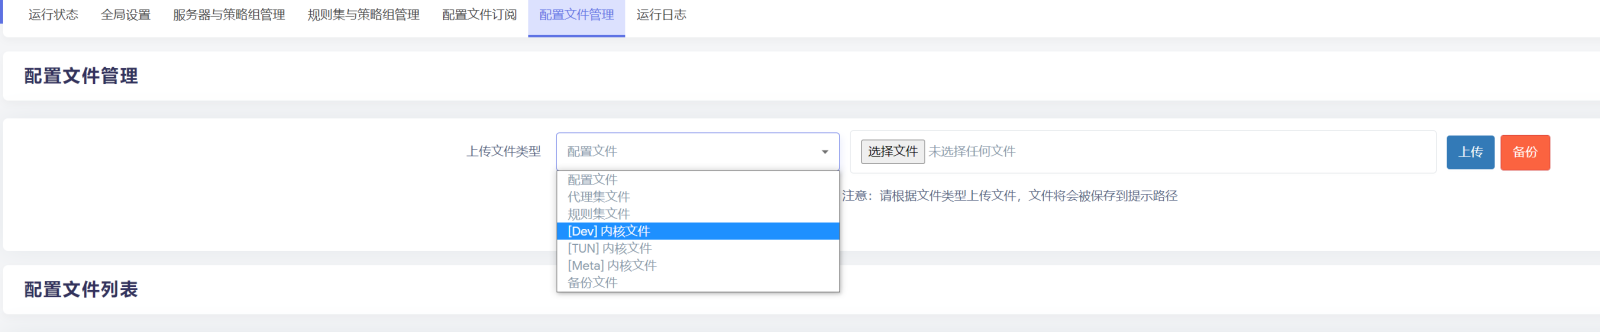 运行状态 全局设置 服务器与策略组管理 规则集与策略组管理 配置文件订阅 配置文件管理 运行日志
配置文件管理
上传文件类型 配置文件 选择文件 未选择任何文件 上传 备份
配置文件
代理集文件
规则集文件
[Dev] 内核文件
[TUN] 内核文件
[Meta] 内核文件
备份文件
注意：请根据文件类型上传文件，文件将会被保存到提示路径
配置文件列表